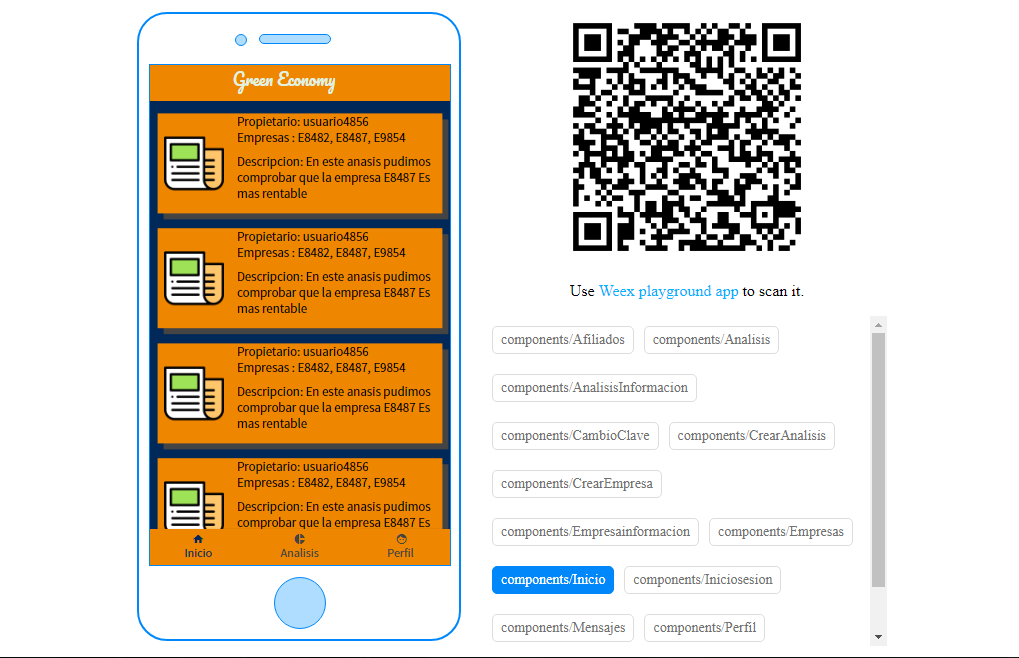 Green Economy
Propietario: usuario4856
Empresas : E8482, E8487, E9854
Descripcion: En este anasis pudimos
comprobar que la empresa E8487 Es
mas rentable
Propietario: usuario4856
Empresas : E8482, E8487, E9854
Descripcion: En este anasis pudimos
comprobar que la empresa E8487 Es
mas rentable
Propietario: usuario4856
Empresas : E8482, E8487, E9854
Descripcion: En este anasis pudimos
comprobar que la empresa E8487 Es
mas rentable
Propietario: usuario4856
Empresas : E8482, E8487, E9854
Descripcion: En este anasis pudimos
comprobar que la empresa E8487 Es
Inicio Analisis Perfil
Use Weex playground app to scan it.
components/Afiliados components/Analisis
components/AnalisisInformacion
components/CambioClave components/CrearAnalisis
components/CrearEmpresa
components/Empresainformacion components/Empresas
components/Inicio components/Iniciosesion
components/Mensajes components/Perfil